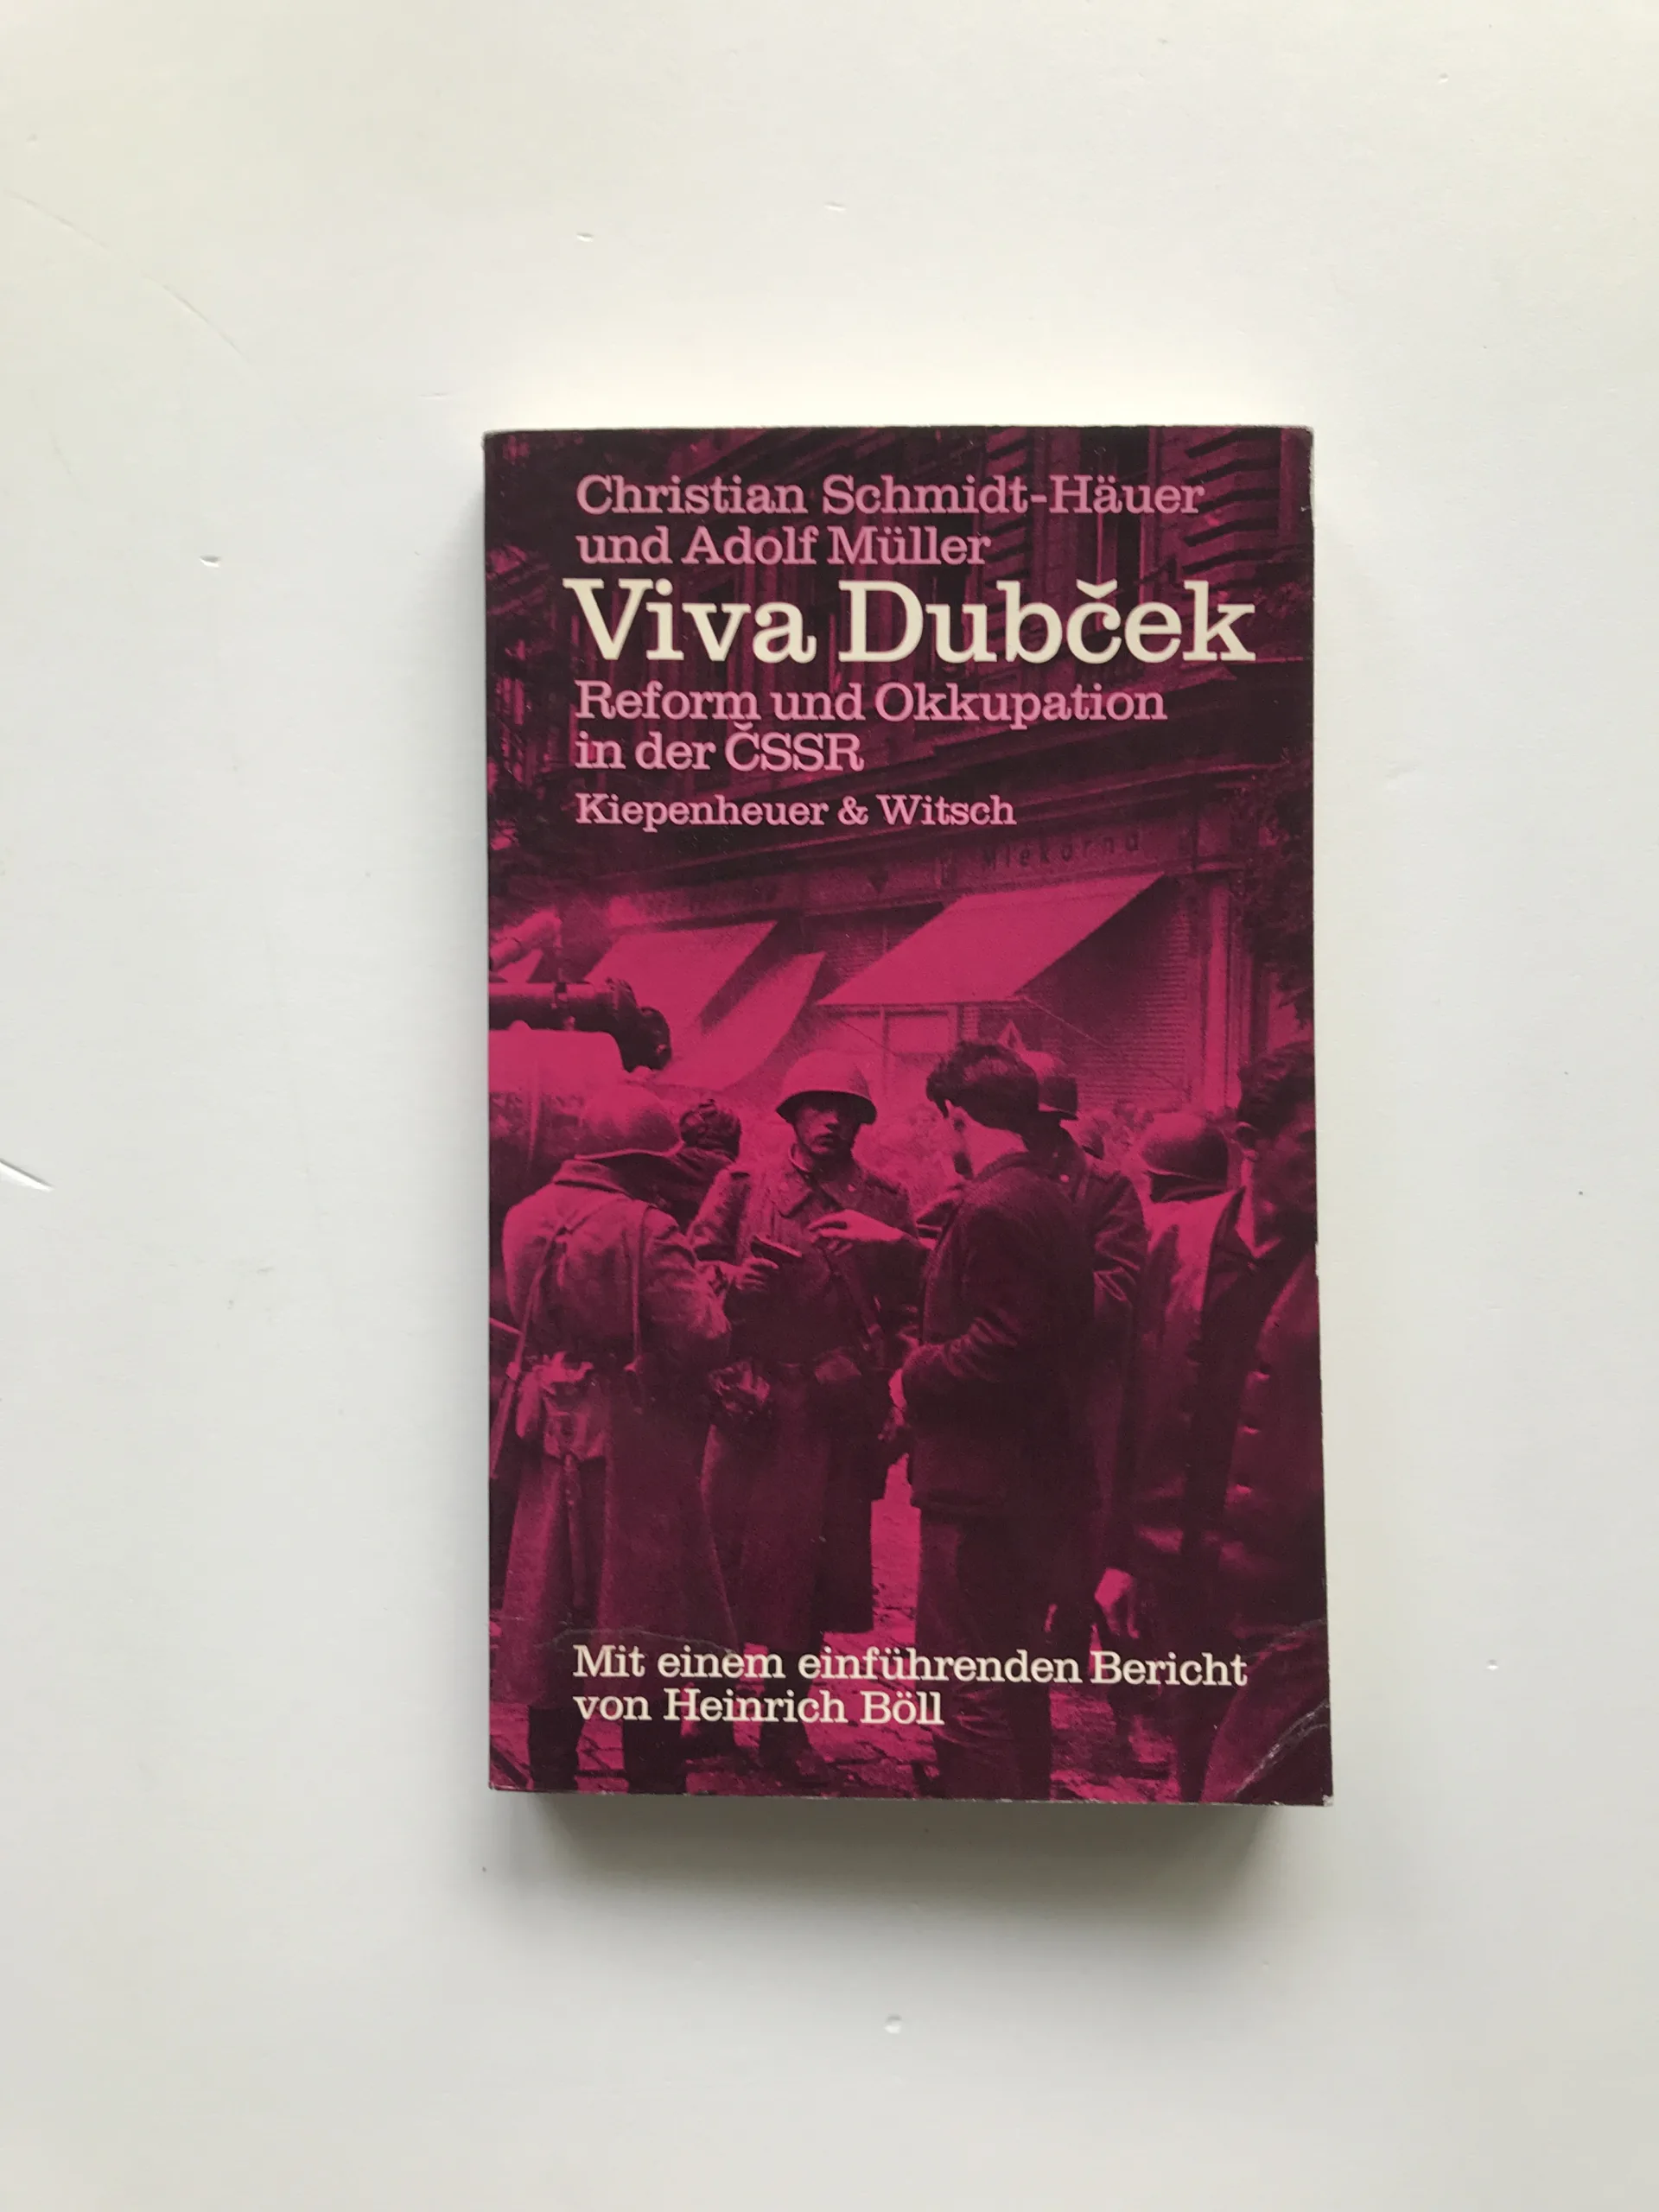 Christian Schmidt-Häuer
und Adolf Müller
Viva Dubček
Reform und Okkupation
in der ČSSR
Kiepenheuer & Witsch
Mlékárna
Mit einem einführenden Bericht
von Heinrich Böll